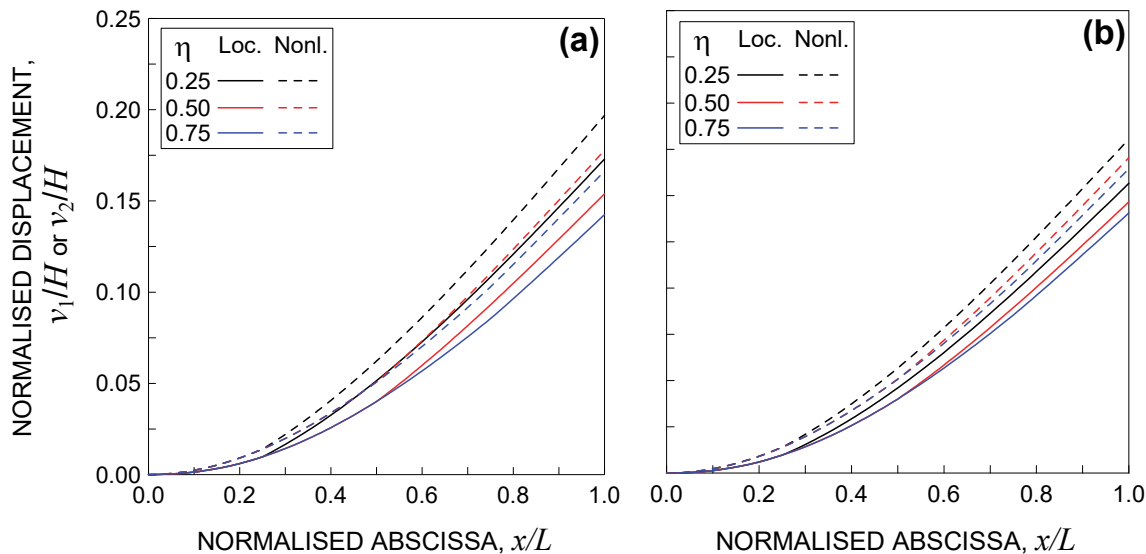 NORMALISED DISPLACEMENT,
v₁/H or v₂/H
0.25
0.20
0.15
0.10
0.05
0.00
(a)
η Loc. Nonl.
0.25
0.50
0.75
0.0 0.2 0.4 0.6 0.8 1.0
NORMALISED ABSCISSA, x/L
(b)
η Loc. Nonl.
0.25
0.50
0.75
0.0 0.2 0.4 0.6 0.8 1.0
NORMALISED ABSCISSA, x/L